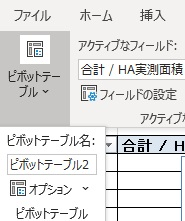 ファイル ホーム 挿入
アクティブなフィールド:
合計 / HA実測面積
ピボットテー
ブル
フィールドの設定
アクティブな
ピボットテーブル名:
ピボットテーブル2
合計 / H
オプション
ピボットテーブル